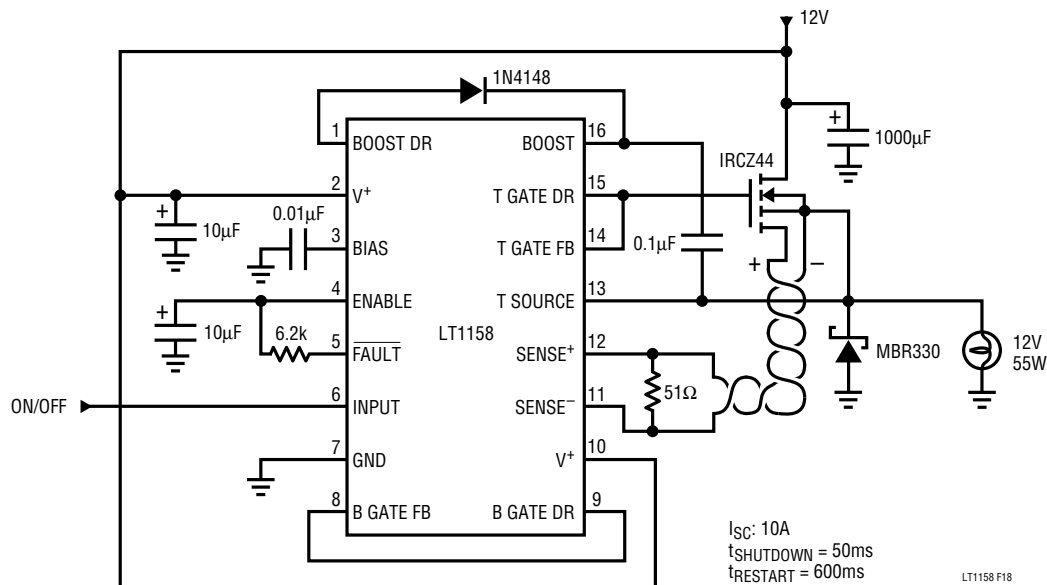 12V
1N4148
1
BOOST DR
BOOST
16
+
1000µF
IRCZ44
2
V+
T GATE DR
15
+
10µF
0.01µF
3
BIAS
T GATE FB
14
0.1µF
+
–
4
ENABLE
T SOURCE
13
+
10µF
6.2k
5
FAULT
LT1158
SENSE+
12
MBR330
12V
55W
51Ω
ON/OFF
6
INPUT
SENSE–
11
7
GND
V+
10
8
B GATE FB
B GATE DR
9
ISC: 10A
tSHUTDOWN = 50ms
tRESTART = 600ms
LT1158 F18